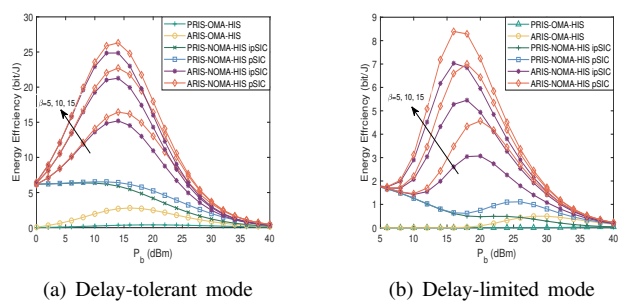 30
25
20
15
10
5
0
Energy Effrciency (bit/J)
PRIS-OMA-HIS
ARIS-OMA-HIS
PRIS-NOMA-HIS ipSIC
PRIS-NOMA-HIS pSIC
ARIS-NOMA-HIS ipSIC
ARIS-NOMA-HIS pSIC
β=5, 10, 15
0 5 10 15 20 25 30 35 40
P_b (dBm)
(a) Delay-tolerant mode
9
8
7
6
5
4
3
2
1
0
Energy Effrciency (bit/J)
PRIS-OMA-HIS
ARIS-OMA-HIS
PRIS-NOMA-HIS ipSIC
PRIS-NOMA-HIS pSIC
ARIS-NOMA-HIS ipSIC
ARIS-NOMA-HIS pSIC
β=5, 10, 15
5 10 15 20 25 30 35 40
P_b (dBm)
(b) Delay-limited mode